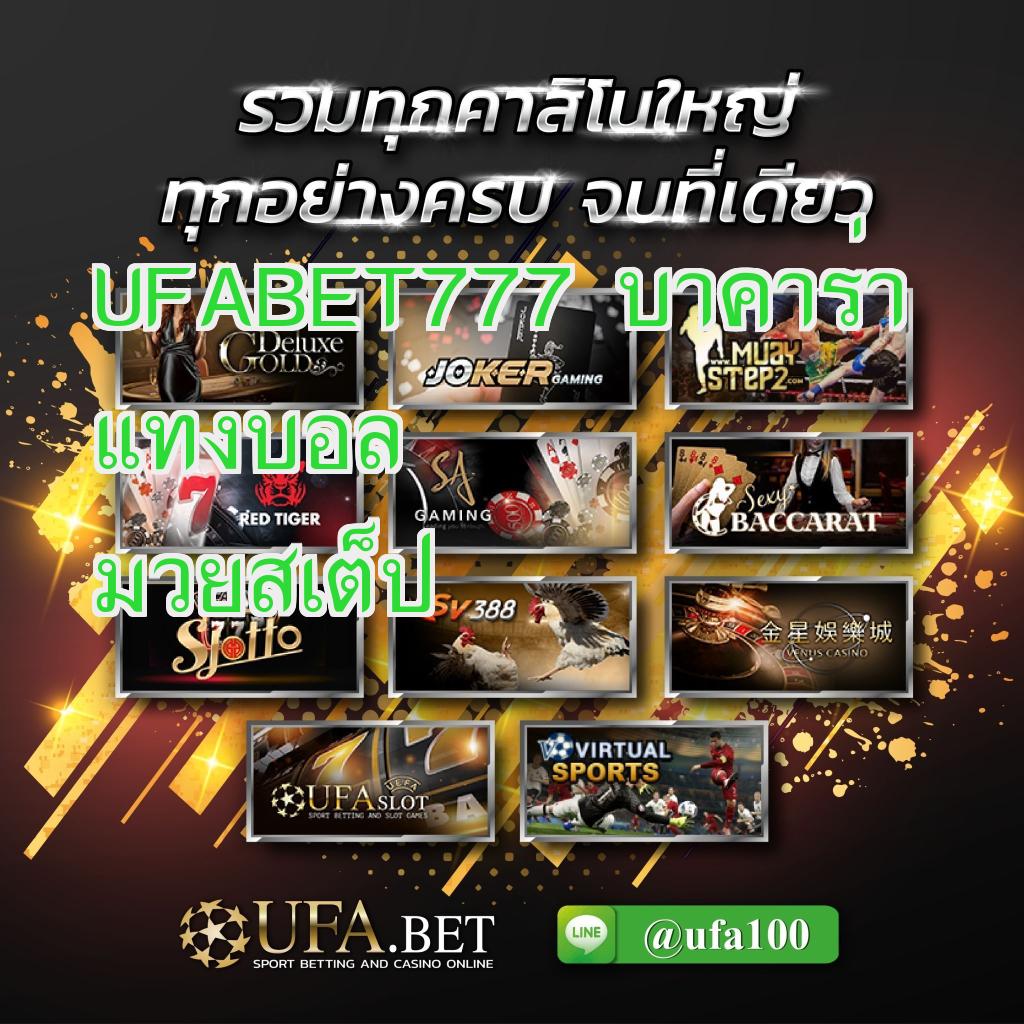 รวมทุกคาสิโนใหญ่
ทุกอย่างครบ จบที่เดียว
UFABET777 บาคาร่า
Deluxe
GOLD
JOKER
GAMING
WWW.MUAY
STEP2.COM
แทงบอล
7
RED TIGER
SA
GAMING
Sexy
BACCARAT
มวยสเต็ป
Slotto
SV388
金星娛樂城
VENUS CASINO
UFA SLOT
SPORT BETTING AND SLOT GAMES
VIRTUAL
SPORTS
UFA.BET
SPORT BETTING AND CASINO ONLINE
LINE
@ufa100